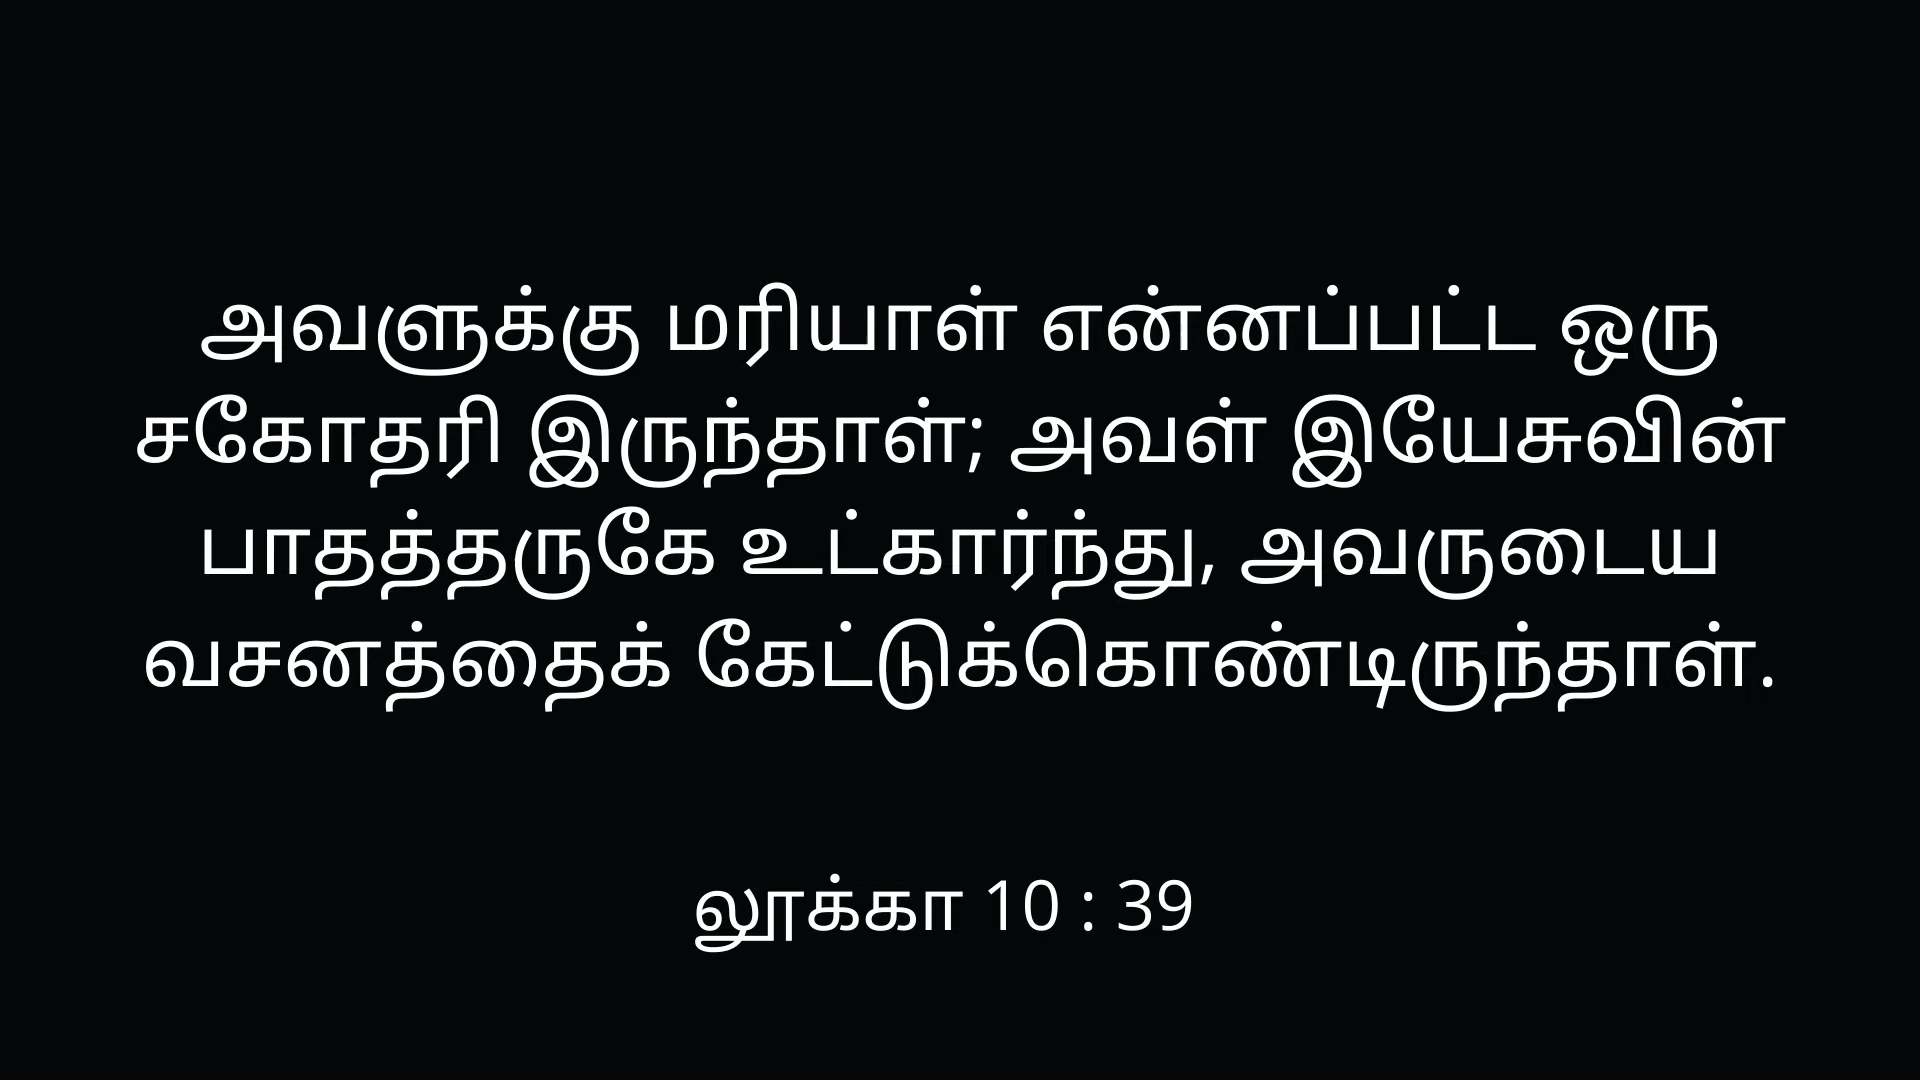 அவளுக்கு மரியாள் என்னப்பட்ட ஒரு
சகோதரி இருந்தாள்; அவள் இயேசுவின்
பாதத்தருகே உட்கார்ந்து, அவருடைய
வசனத்தைக் கேட்டுக்கொண்டிருந்தாள்.
லூக்கா 10 : 39